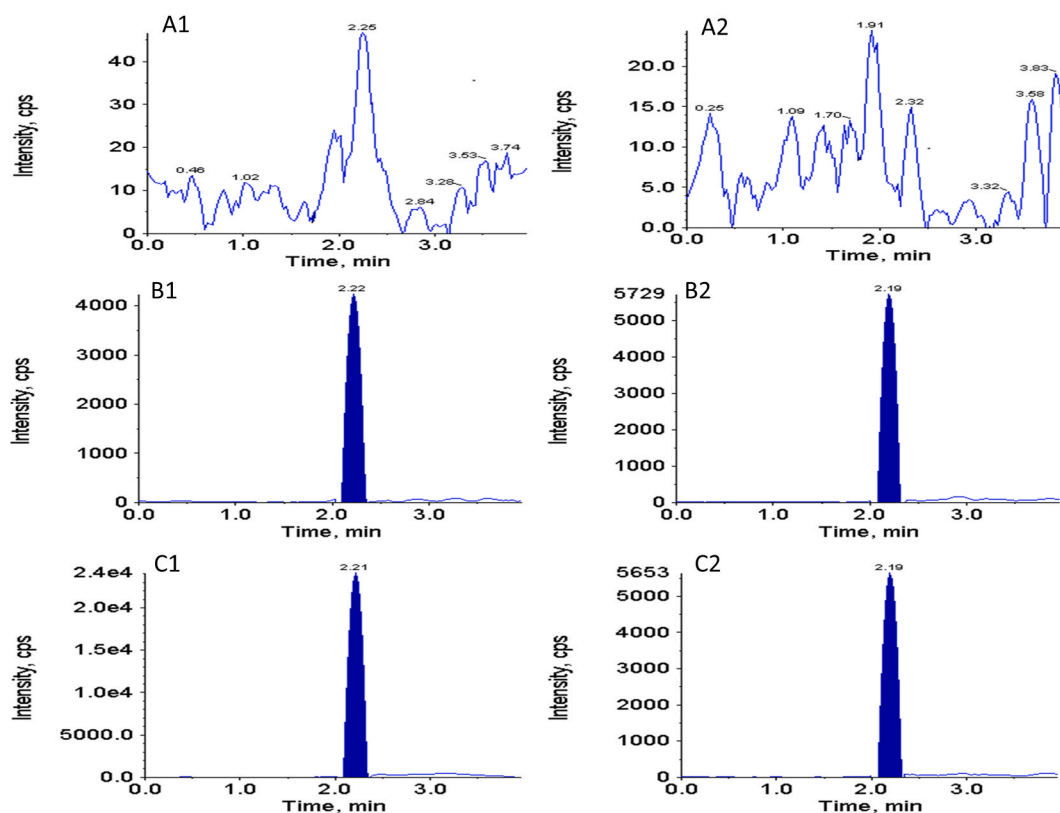 A1
2.25
40
30
20
10
0
Intensity, cps
0.46
1.02
2.84
3.28
3.53
3.74
0.0 1.0 2.0 3.0
Time, min
A2
1.91
20.0
15.0
10.0
5.0
0.0
Intensity, cps
0.25
1.09
1.70
2.32
3.32
3.58
3.83
0.0 1.0 2.0 3.0
Time, min
B1
2.22
4000
3000
2000
1000
0
Intensity, cps
0.0 1.0 2.0 3.0
Time, min
B2
2.19
5729
5000
4000
3000
2000
1000
0
Intensity, cps
0.0 1.0 2.0 3.0
Time, min
C1
2.21
2.4e4
2.0e4
1.5e4
1.0e4
5000.0
0.0
Intensity, cps
0.0 1.0 2.0 3.0
Time, min
C2
2.19
5653
5000
4000
3000
2000
1000
0
Intensity, cps
0.0 1.0 2.0 3.0
Time, min